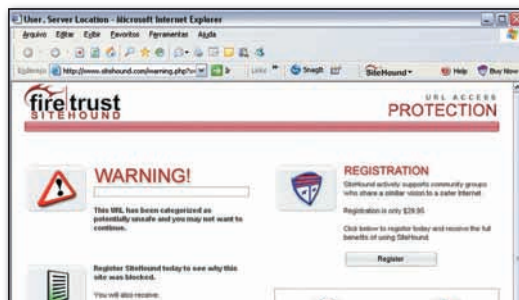 User, Server Location - Microsoft Internet Explorer
Arquivo Editar Exibir Favoritos Ferramentas Ajuda
Endereço http://www.sitehound.com/warning.php? Ir Links SnagIt SiteHound Help Buy Now
firetrust
SITEHOUND
URL ACCESS
PROTECTION
WARNING!
This URL has been categorized as
potentially unsafe and you may not want to
continue.
Register SiteHound today to see why this
site was blocked.
You will also receive:
REGISTRATION
SiteHound actively supports community groups
who share a similar vision to a safer Internet.
Registration is only $29.95
Click below to register today and receive the full
benefits of using SiteHound.
Register